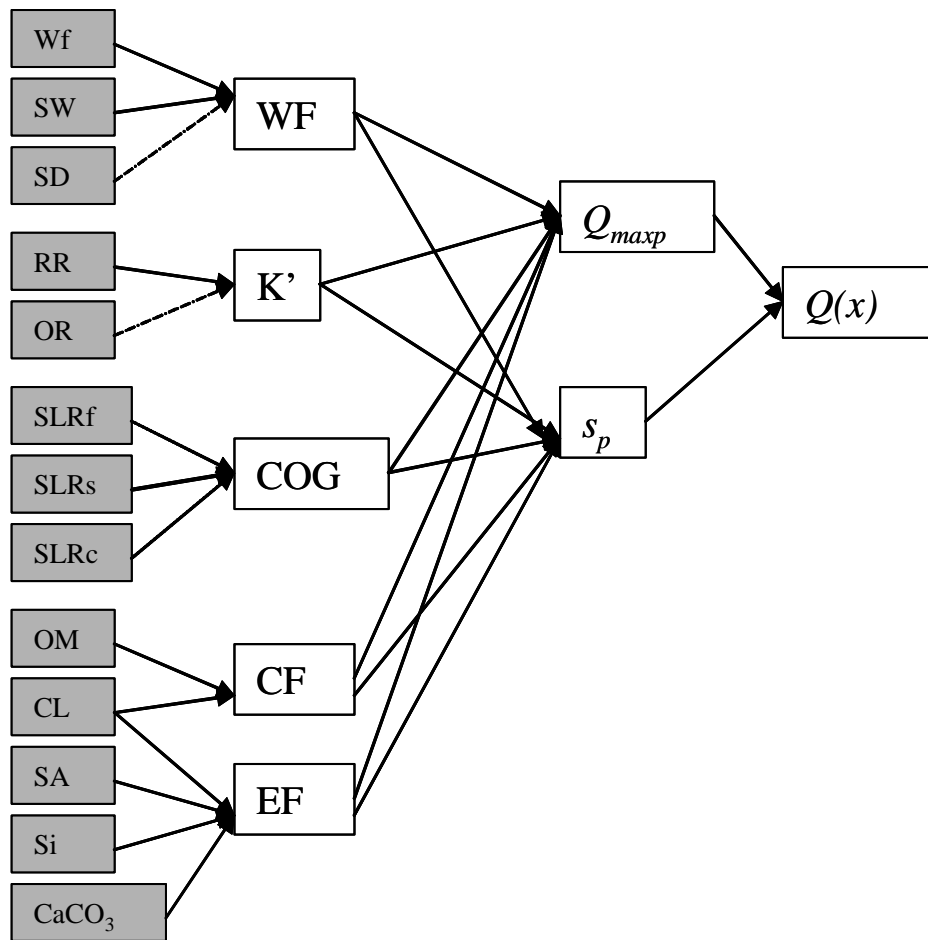 Wf
SW
SD
RR
OR
SLRf
SLRs
SLRc
OM
CL
SA
Si
CaCO₃
WF
K’
COG
CF
EF
Qmaxp
sp
Q(x)